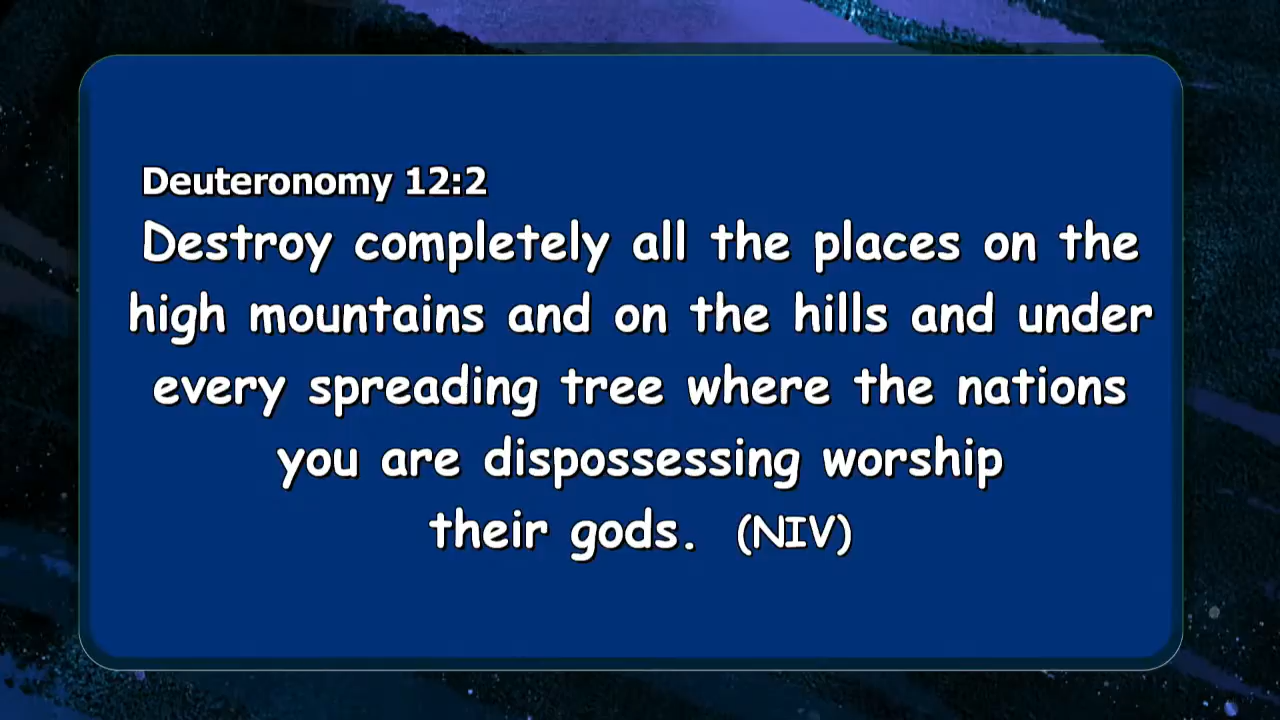 Deuteronomy 12:2
Destroy completely all the places on the
high mountains and on the hills and under
every spreading tree where the nations
you are dispossessing worship
their gods. (NIV)